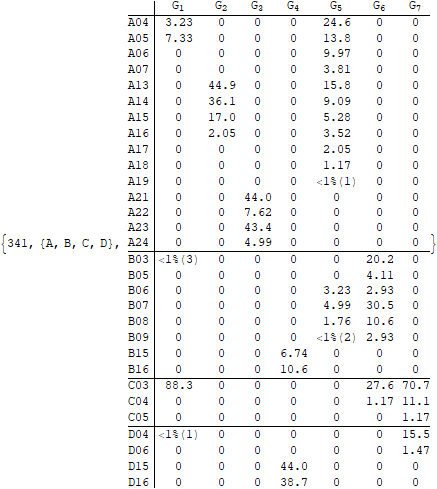 G1 G2 G3 G4 G5 G6 G7
A04 3.23 0 0 0 24.6 0 0
A05 7.33 0 0 0 13.8 0 0
A06 0 0 0 0 9.97 0 0
A07 0 0 0 0 3.81 0 0
A13 0 44.9 0 0 15.8 0 0
A14 0 36.1 0 0 9.09 0 0
A15 0 17.0 0 0 5.28 0 0
A16 0 2.05 0 0 3.52 0 0
A17 0 0 0 0 2.05 0 0
A18 0 0 0 0 1.17 0 0
A19 0 0 0 0 <1%(1) 0 0
A21 0 0 44.0 0 0 0 0
A22 0 0 7.62 0 0 0 0
A23 0 0 43.4 0 0 0 0
A24 0 0 4.99 0 0 0 0
{341, {A, B, C, D}, }
B03 <1%(3) 0 0 0 0 20.2 0
B05 0 0 0 0 0 4.11 0
B06 0 0 0 0 3.23 2.93 0
B07 0 0 0 0 4.99 30.5 0
B08 0 0 0 0 1.76 10.6 0
B09 0 0 0 0 <1%(2) 2.93 0
B15 0 0 0 6.74 0 0 0
B16 0 0 0 10.6 0 0 0
C03 88.3 0 0 0 0 27.6 70.7
C04 0 0 0 0 0 1.17 11.1
C05 0 0 0 0 0 0 1.17
D04 <1%(1) 0 0 0 0 0 15.5
D06 0 0 0 0 0 0 1.47
D15 0 0 0 44.0 0 0 0
D16 0 0 0 38.7 0 0 0